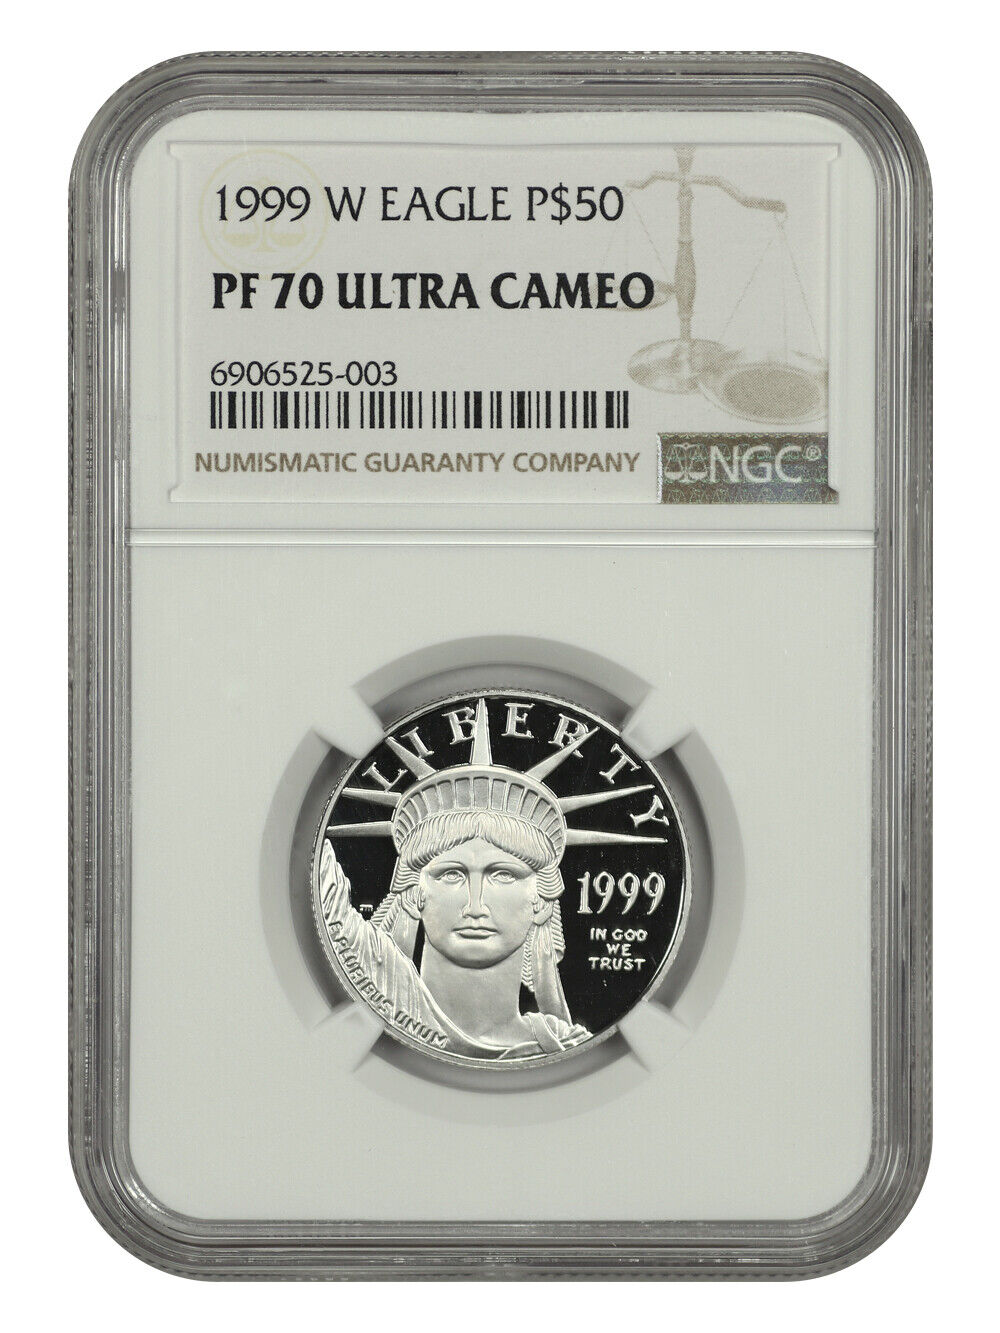 1999 W EAGLE P$50
PF 70 ULTRA CAMEO
6906525-003
NUMISMATIC GUARANTY COMPANY
NGC®
LIBERTY
1999
IN GOD
WE
TRUST
E PLURIBUS UNUM